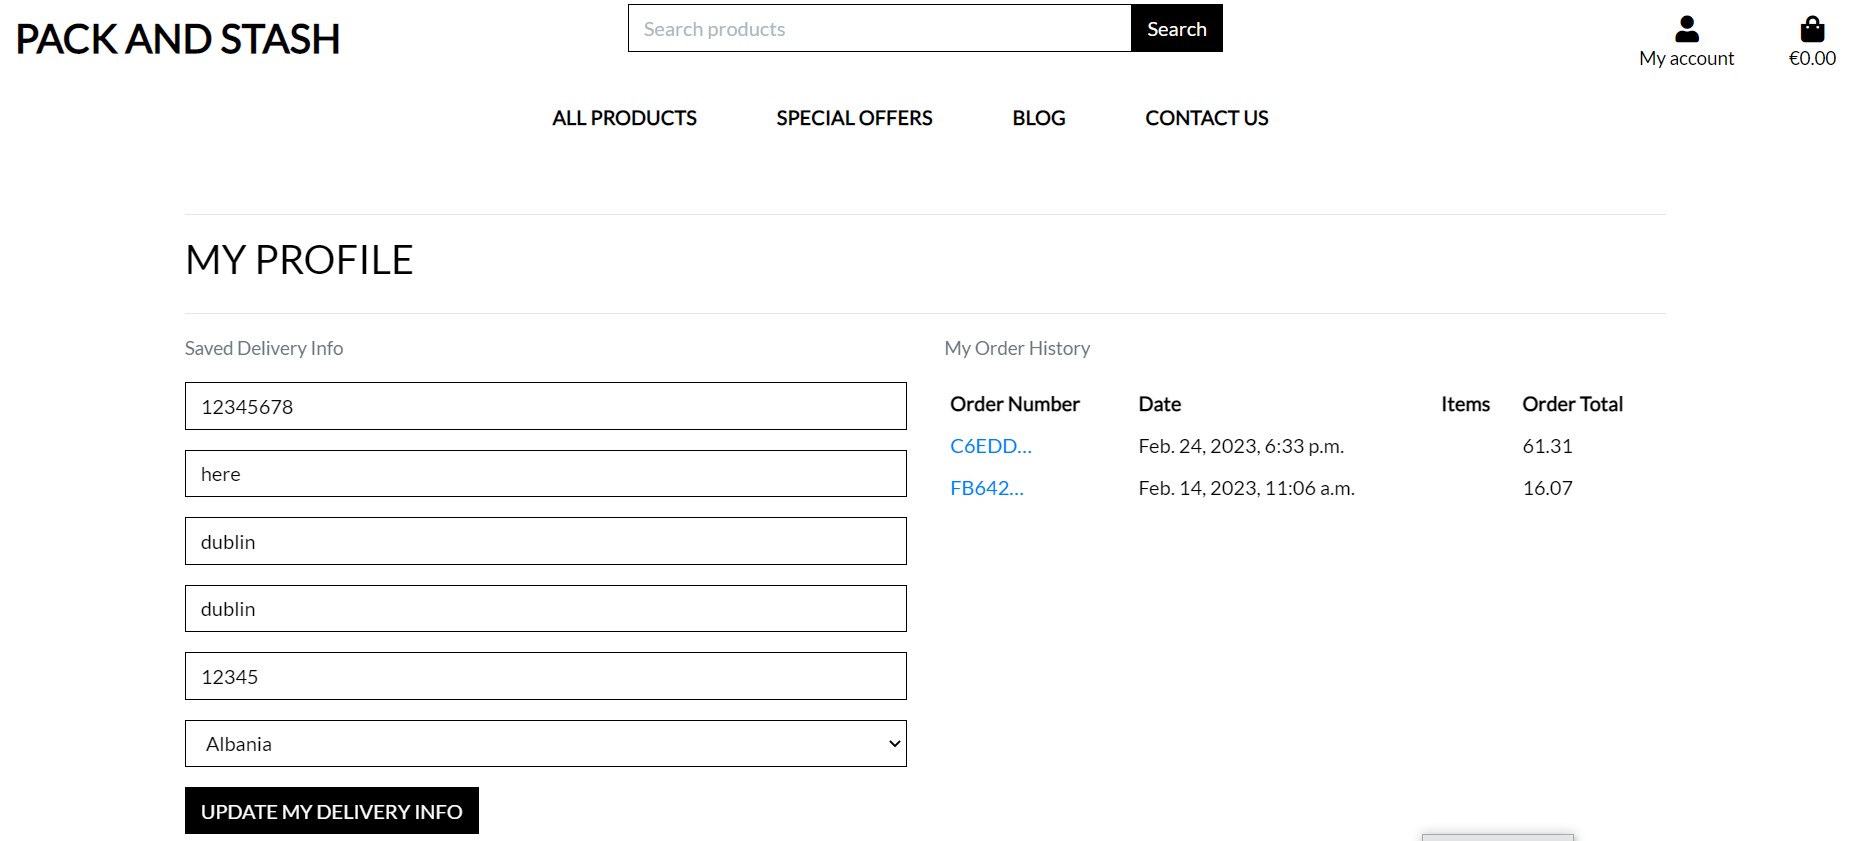 PACK AND STASH
Search products Search
My account €0.00
ALL PRODUCTS SPECIAL OFFERS BLOG CONTACT US
MY PROFILE
Saved Delivery Info
12345678
here
dublin
dublin
12345
Albania
UPDATE MY DELIVERY INFO
My Order History
Order Number Date Items Order Total
C6EDD... Feb. 24, 2023, 6:33 p.m. 61.31
FB642... Feb. 14, 2023, 11:06 a.m. 16.07